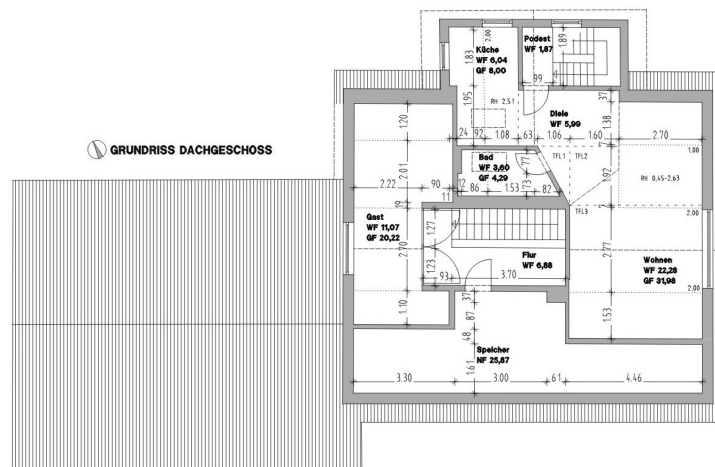 GRUNDRISS DACHGESCHOSS
Küche
WF 6,04
GF 8,00
2.00
1.83
1.95
Podest
WF 1,87
1.89
99
RH 2.51
Diele
WF 5,99
37
1.38
24 92 1.08 63 1.06 1.60 2.70
1.20
2.01
2.22 90
12
11
19
Bad
WF 3,60
GF 4,29
77
73
86 1.53 82
TFL1 TFL2
TFL3
7
1.92
7
1,00
RH 0.45-2.63
2,00
Gast
WF 11,07
GF 20,22
2.70
1.10
1.27
1.23
Flur
WF 6,88
93 3.70
2.77
Wohnen
WF 22,28
GF 31,98
2.00
1.53
37
87
48
1.61
Speicher
NF 25,87
3.30 3.00 61 4.46